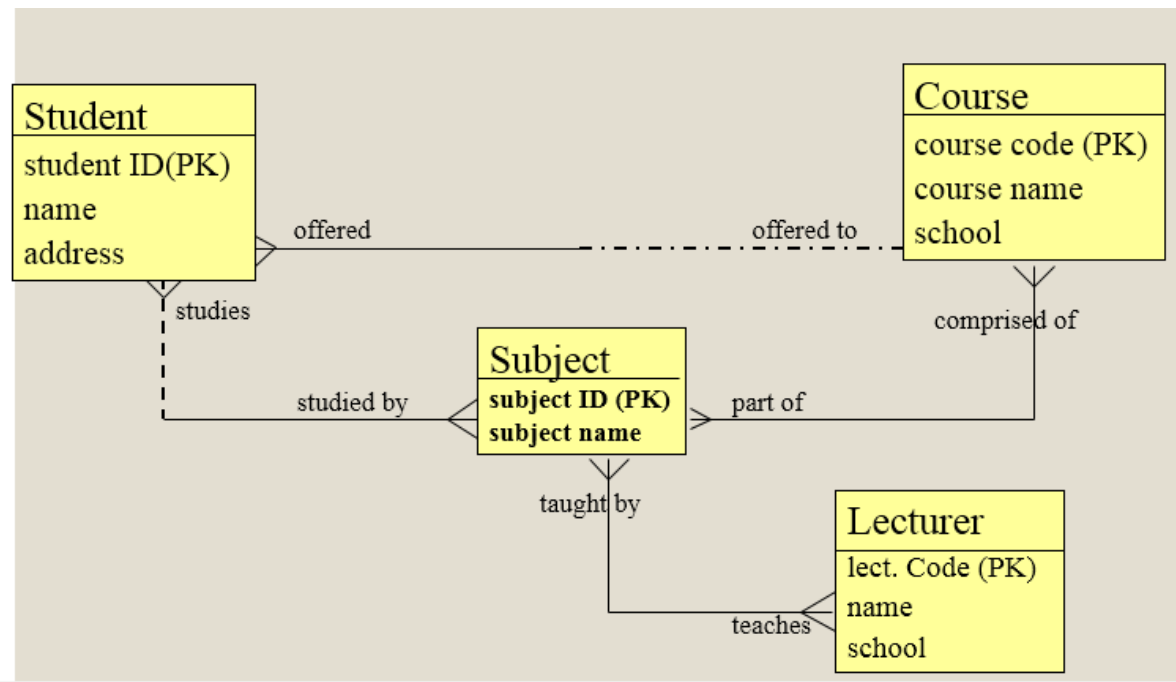 Student
student ID(PK)
name
address
Course
course code (PK)
course name
school
offered
offered to
studies
comprised of
Subject
subject ID (PK)
subject name
studied by
part of
taught by
Lecturer
lect. Code (PK)
name
school
teaches